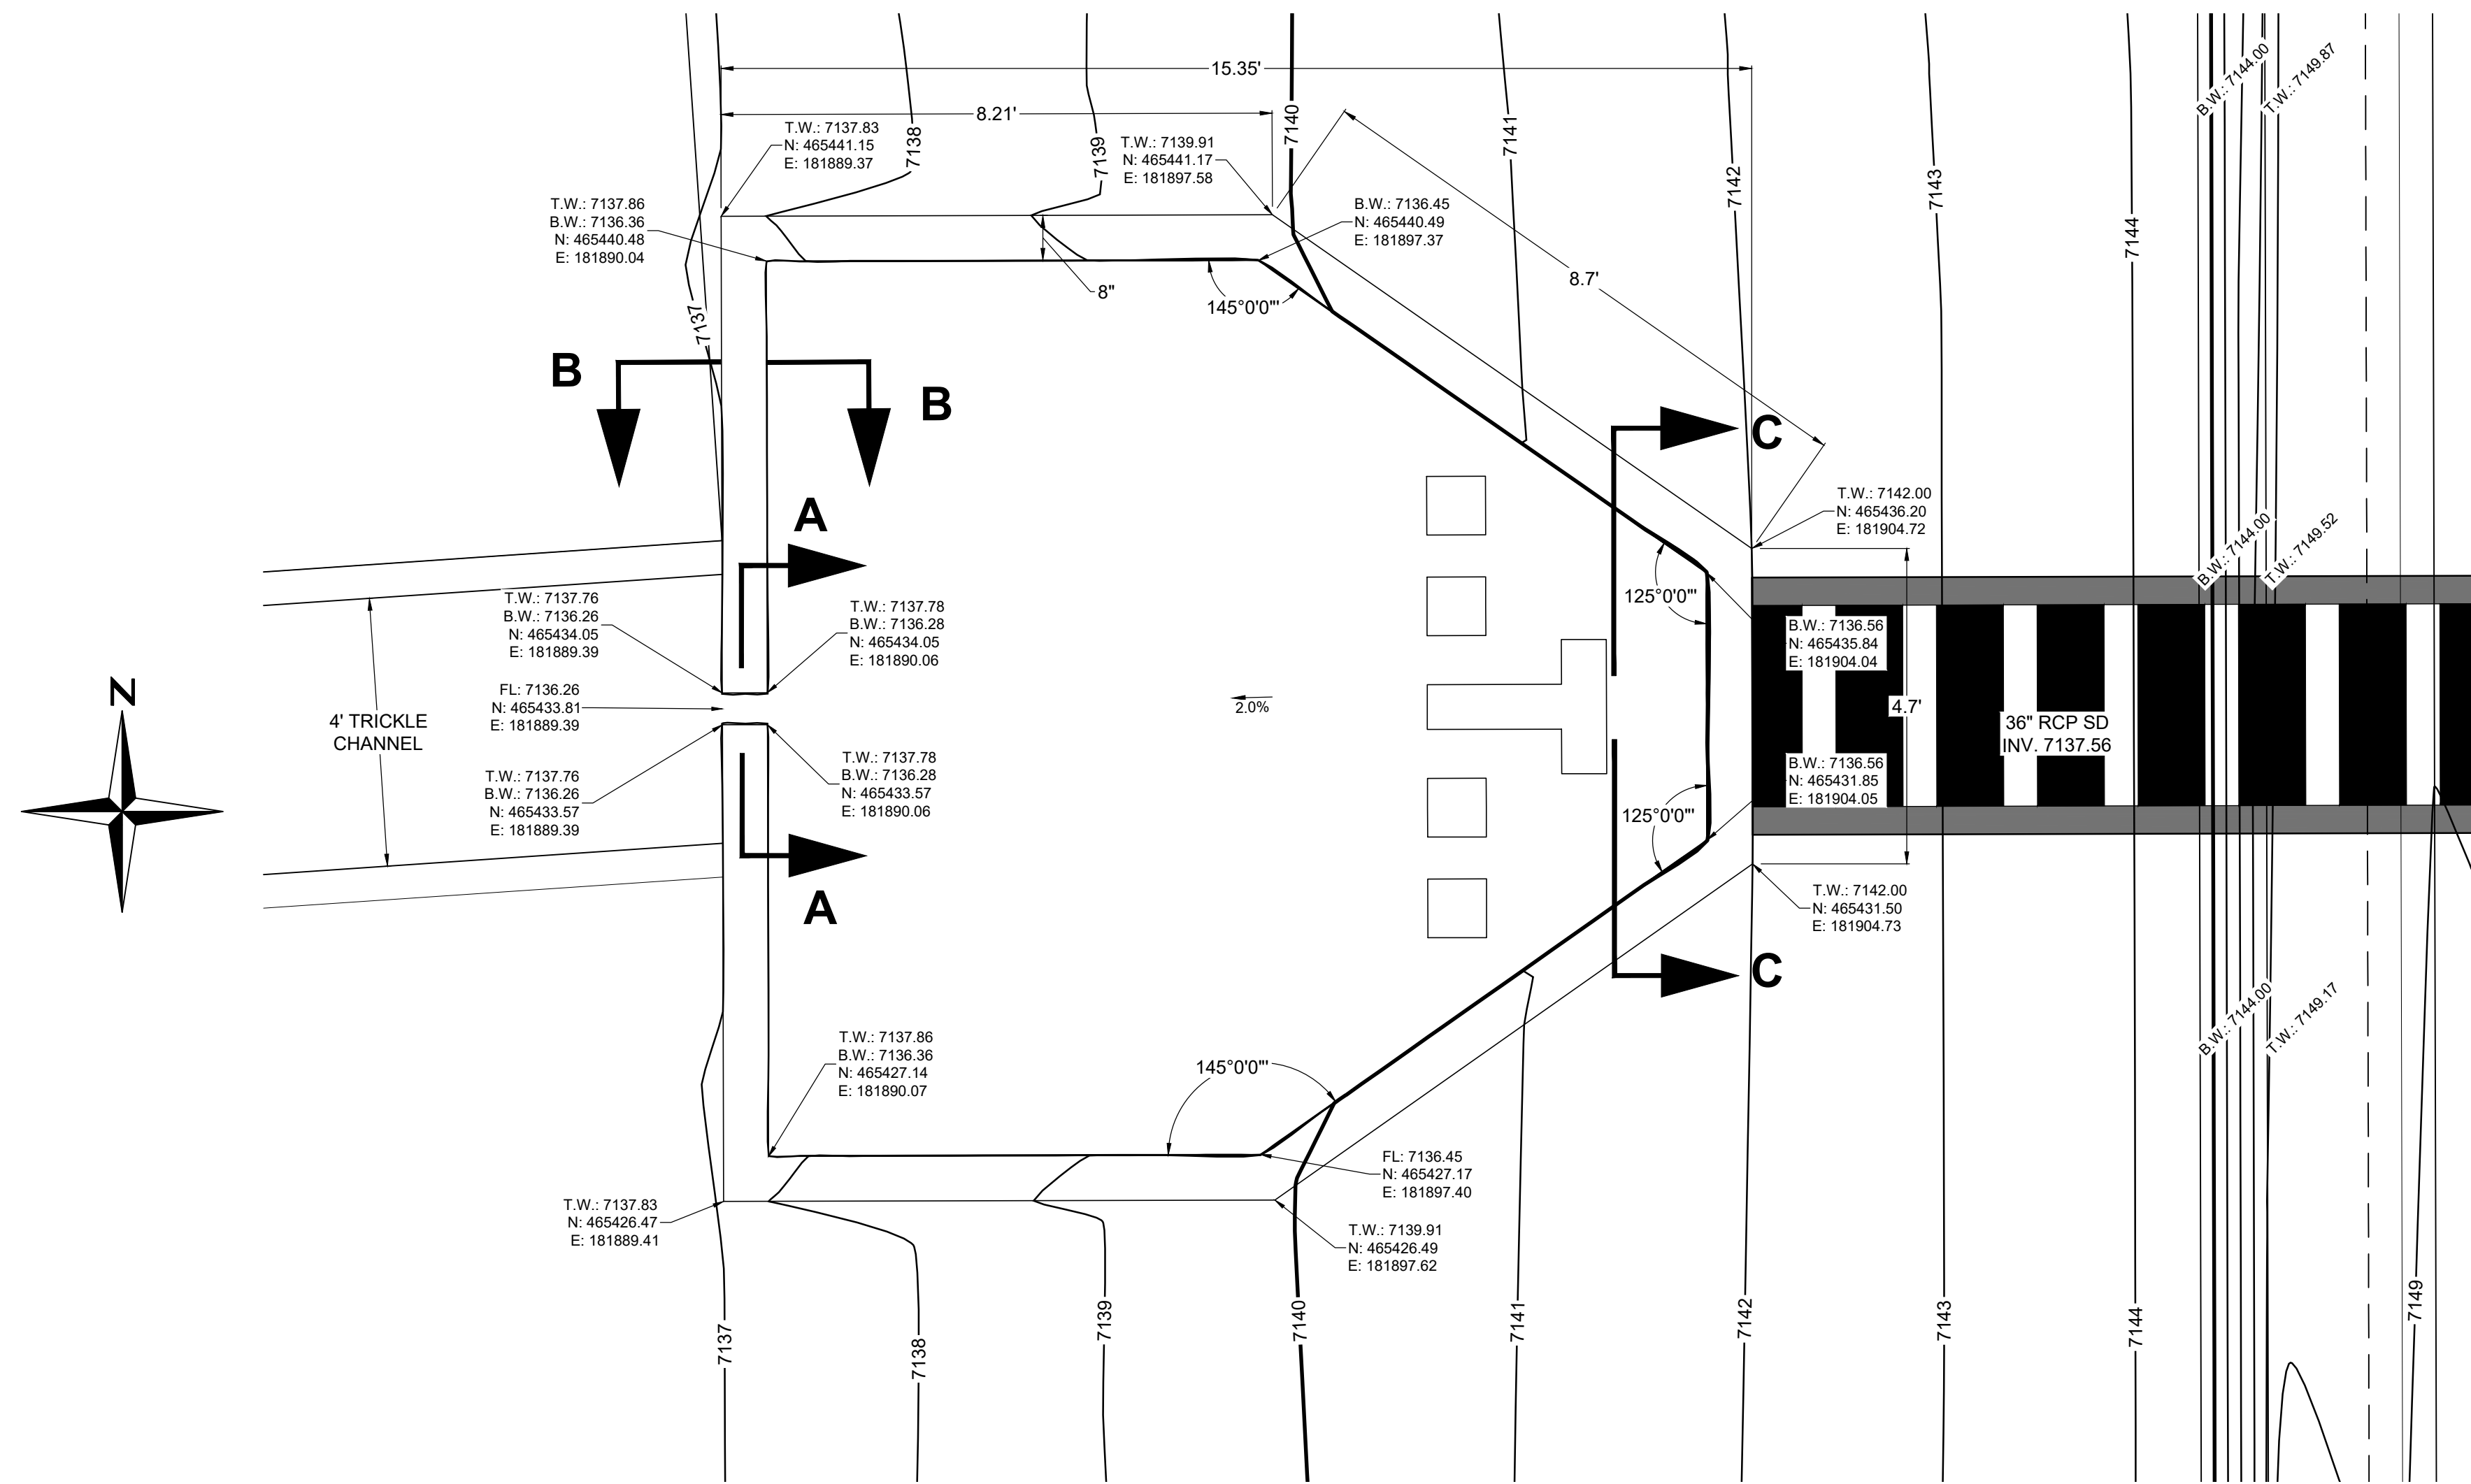 15.35'
8.21'
7138
7139
7140
7141
7142
7143
7144
B.W.: 7144.00
T.W.: 7149.87
T.W.: 7137.83
N: 465441.15
E: 181889.37
T.W.: 7139.91
N: 465441.17
E: 181897.58
T.W.: 7137.86
B.W.: 7136.36
N: 465440.48
E: 181890.04
B.W.: 7136.45
N: 465440.49
E: 181897.37
8"
145°0'0"'
8.7'
7137
B
B
C
A
T.W.: 7142.00
N: 465436.20
E: 181904.72
B.W.: 7144.00
T.W.: 7149.52
T.W.: 7137.76
B.W.: 7136.26
N: 465434.05
E: 181889.39
T.W.: 7137.78
B.W.: 7136.28
N: 465434.05
E: 181890.06
125°0'0"'
B.W.: 7136.56
N: 465435.84
E: 181904.04
N
FL: 7136.26
N: 465433.81
E: 181889.39
4' TRICKLE
CHANNEL
2.0%
4.7'
36" RCP SD
INV. 7137.56
T.W.: 7137.76
B.W.: 7136.26
N: 465433.57
E: 181889.39
T.W.: 7137.78
B.W.: 7136.28
N: 465433.57
E: 181890.06
B.W.: 7136.56
N: 465431.85
E: 181904.05
125°0'0"'
A
T.W.: 7142.00
N: 465431.50
E: 181904.73
C
B.W.: 7144.00
T.W.: 7149.17
T.W.: 7137.86
B.W.: 7136.36
N: 465427.14
E: 181890.07
145°0'0"'
FL: 7136.45
N: 465427.17
E: 181897.40
T.W.: 7137.83
N: 465426.47
E: 181889.41
T.W.: 7139.91
N: 465426.49
E: 181897.62
7137
7138
7139
7140
7141
7142
7143
7144
7149